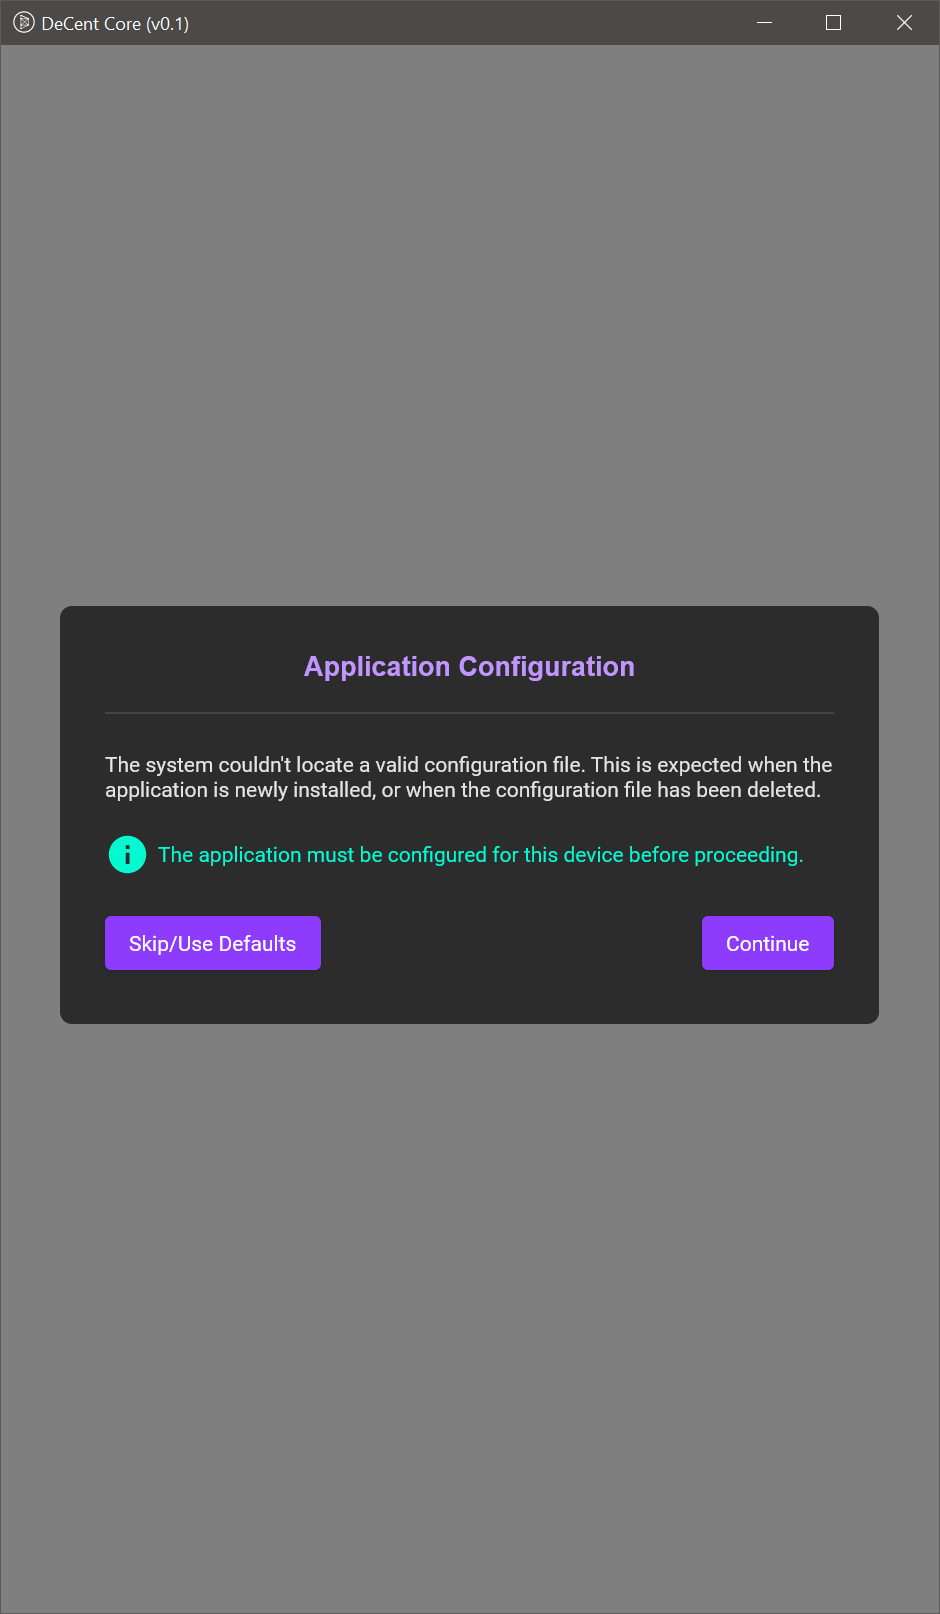 DeCent Core (v0.1)
Application Configuration
The system couldn't locate a valid configuration file. This is expected when the
application is newly installed, or when the configuration file has been deleted.
The application must be configured for this device before proceeding.
Skip/Use Defaults
Continue